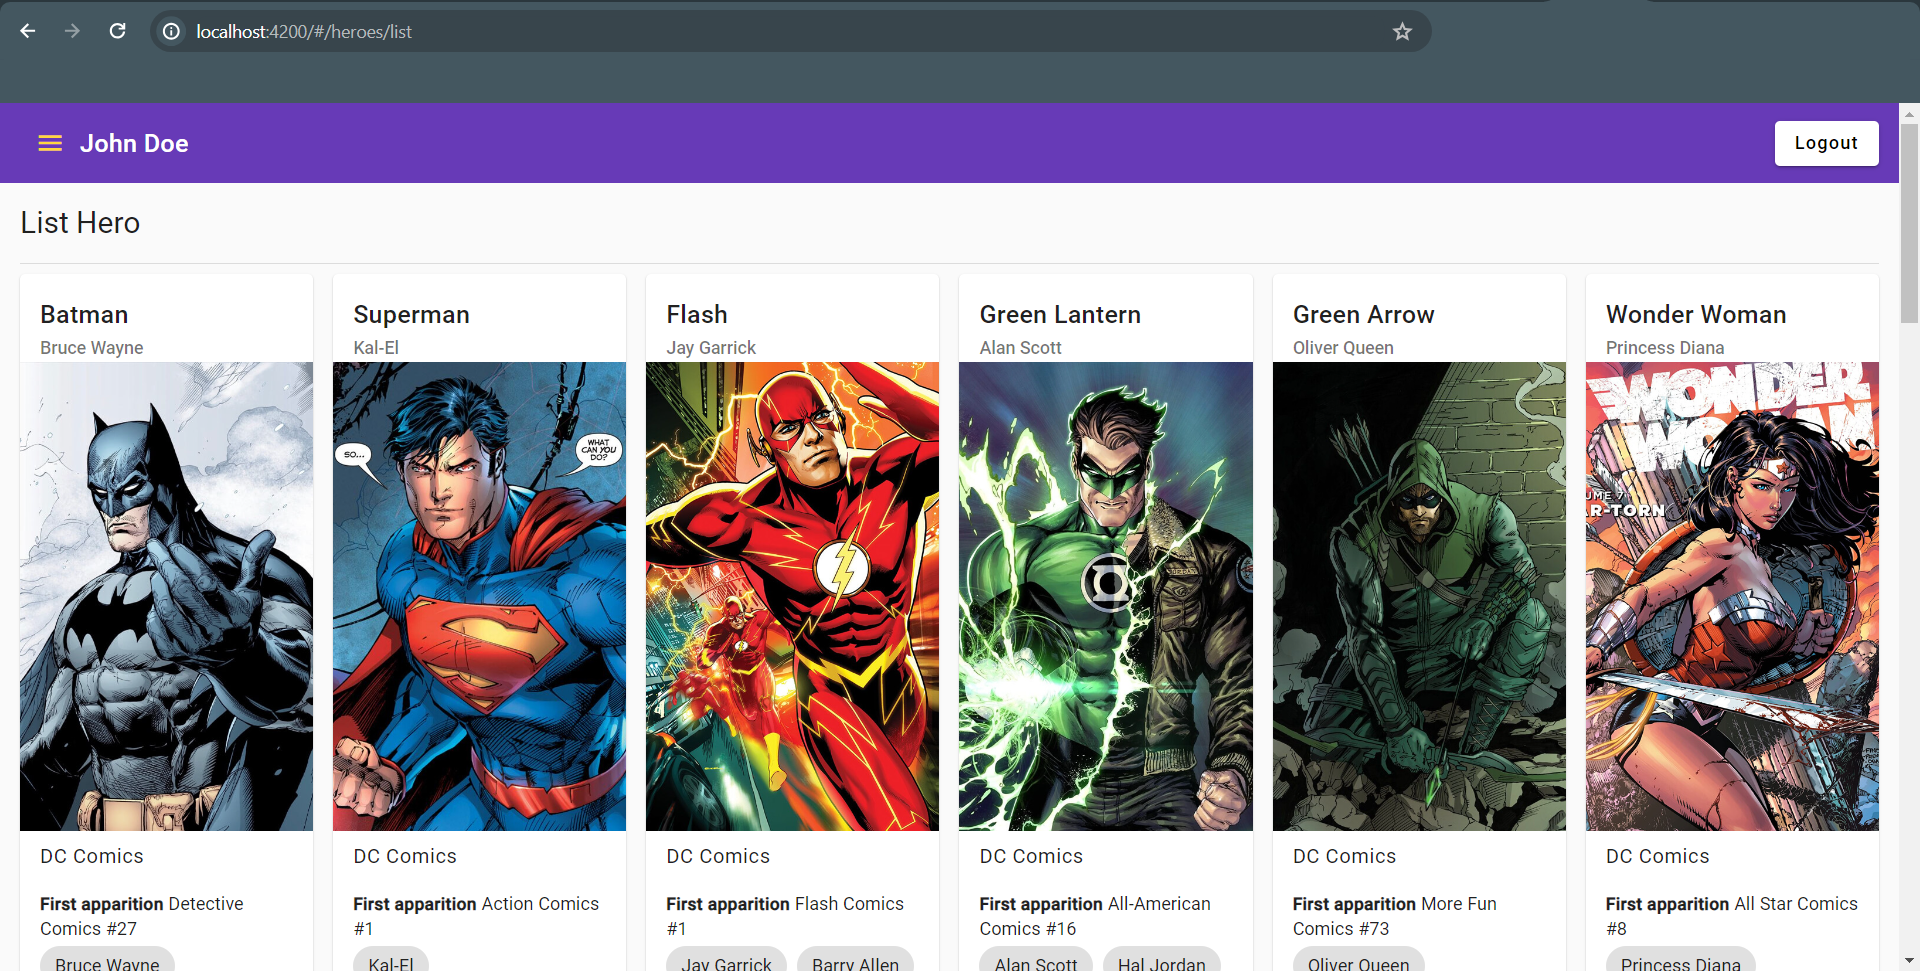 localhost:4200/#/heroes/list
John Doe
Logout
List Hero
Batman
Bruce Wayne
DC Comics
First apparition Detective
Comics #27
Bruce Wayne
Superman
Kal-El
SO...
WHAT
CAN YOU
DO?
DC Comics
First apparition Action Comics
#1
Kal-El
Flash
Jay Garrick
DC Comics
First apparition Flash Comics
#1
Jay Garrick
Barry Allen
Green Lantern
Alan Scott
DC Comics
First apparition All-American
Comics #16
Alan Scott
Hal Jordan
Green Arrow
Oliver Queen
DC Comics
First apparition More Fun
Comics #73
Oliver Queen
Wonder Woman
Princess Diana
WONDER
UME 7
R-TORN
DC Comics
First apparition All Star Comics
#8
Princess Diana